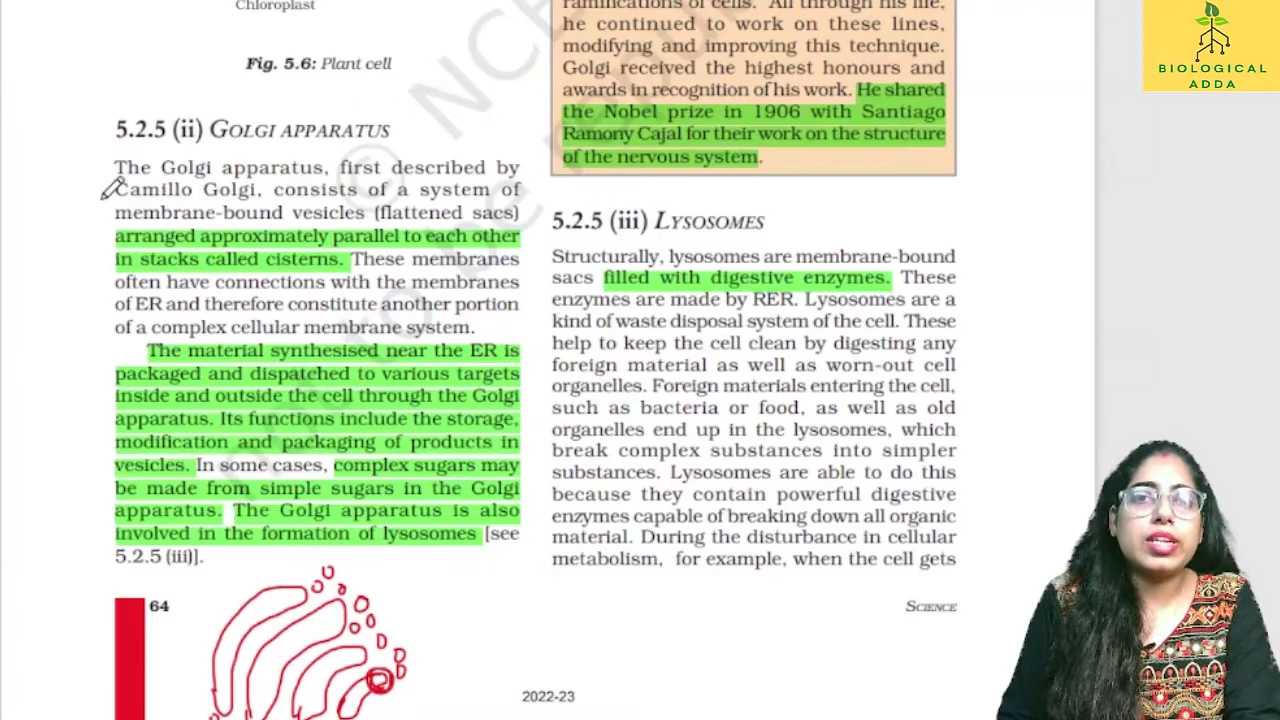 Chloroplast
Fig. 5.6: Plant cell
5.2.5 (ii) GOLGI APPARATUS
The Golgi apparatus, first described by
Camillo Golgi, consists of a system of
membrane-bound vesicles (flattened sacs)
arranged approximately parallel to each other
in stacks called cisterns. These membranes
often have connections with the membranes
of ER and therefore constitute another portion
of a complex cellular membrane system.
The material synthesised near the ER is
packaged and dispatched to various targets
inside and outside the cell through the Golgi
apparatus. Its functions include the storage,
modification and packaging of products in
vesicles. In some cases, complex sugars may
be made from simple sugars in the Golgi
apparatus. The Golgi apparatus is also
involved in the formation of lysosomes [see
5.2.5 (iii)].
64
ramifications of cells. All through his life,
he continued to work on these lines,
modifying and improving this technique.
Golgi received the highest honours and
awards in recognition of his work. He shared
the Nobel prize in 1906 with Santiago
Ramony Cajal for their work on the structure
of the nervous system.
5.2.5 (iii) LYSOSOMES
Structurally, lysosomes are membrane-bound
sacs filled with digestive enzymes. These
enzymes are made by RER. Lysosomes are a
kind of waste disposal system of the cell. These
help to keep the cell clean by digesting any
foreign material as well as worn-out cell
organelles. Foreign materials entering the cell,
such as bacteria or food, as well as old
organelles end up in the lysosomes, which
break complex substances into simpler
substances. Lysosomes are able to do this
because they contain powerful digestive
enzymes capable of breaking down all organic
material. During the disturbance in cellular
metabolism, for example, when the cell gets
SCIENCE
2022-23
BIOLOGICAL
ADDA